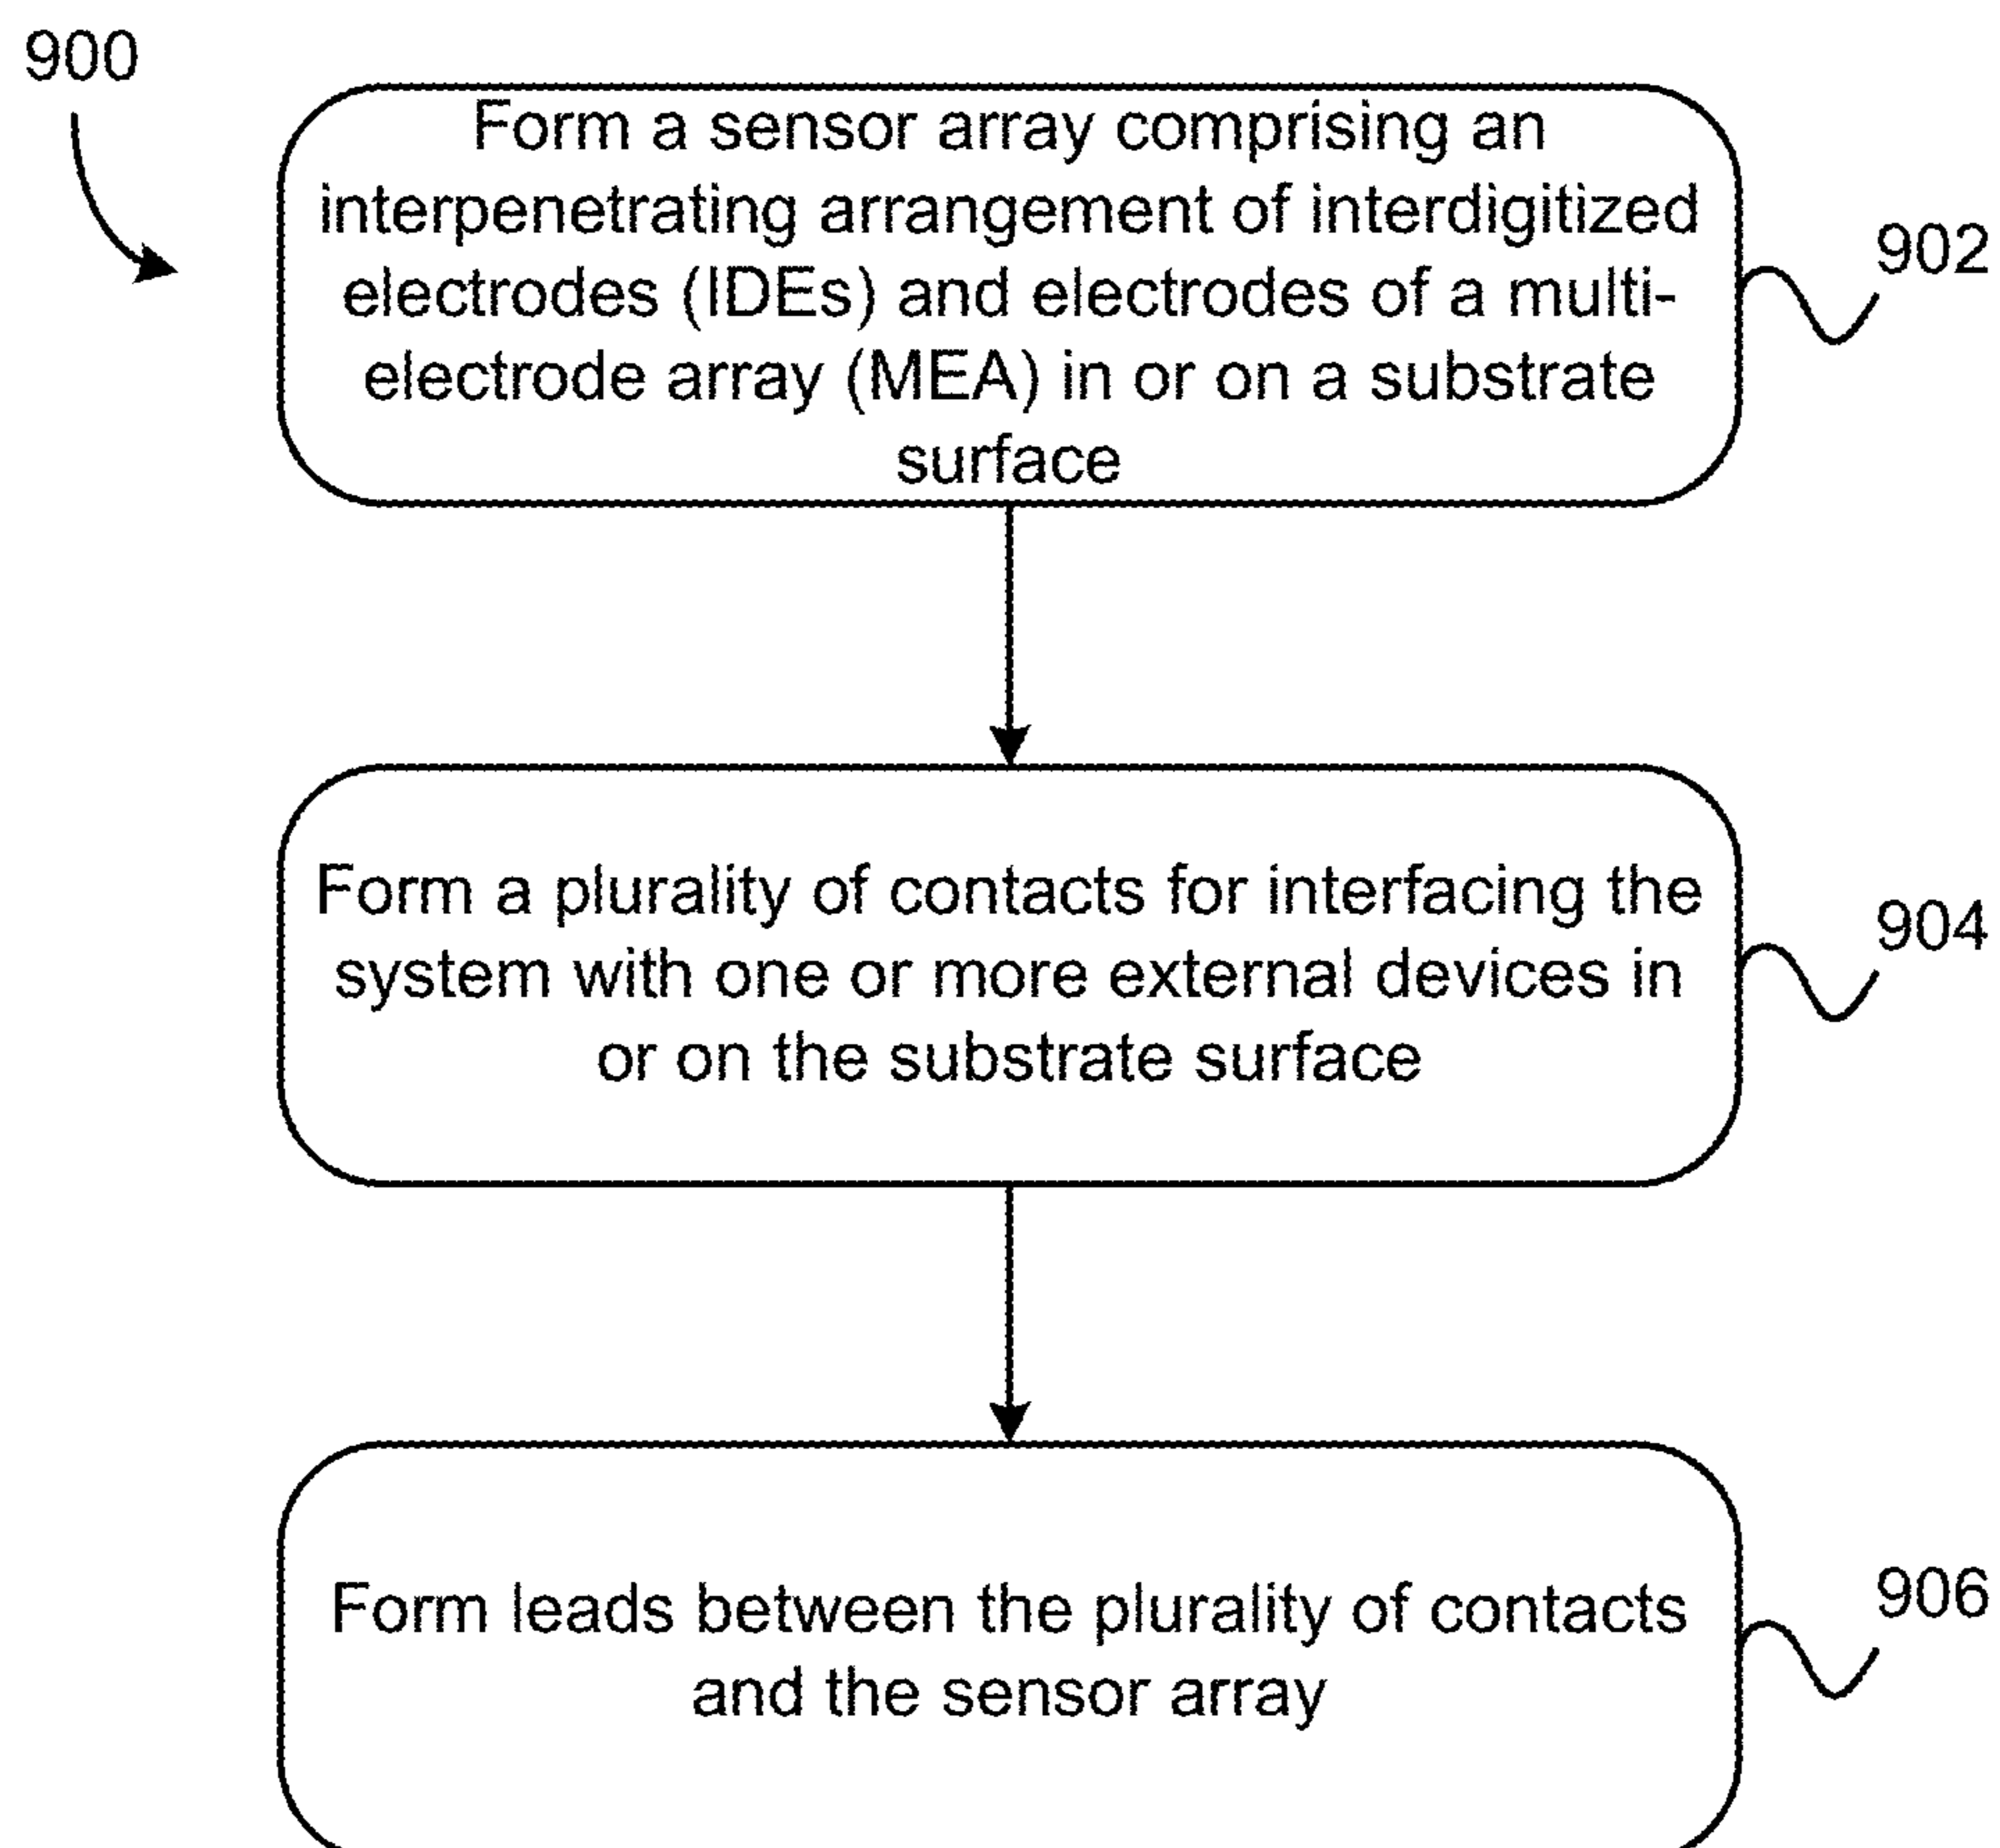 900
Form a sensor array comprising an
interpenetrating arrangement of interdigitized
electrodes (IDEs) and electrodes of a multi-
electrode array (MEA) in or on a substrate
surface
902
Form a plurality of contacts for interfacing the
system with one or more external devices in
or on the substrate surface
904
Form leads between the plurality of contacts
and the sensor array
906